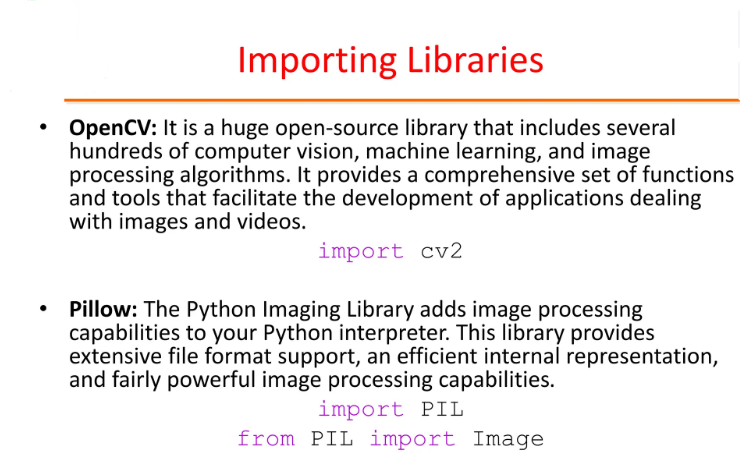 Importing Libraries
• OpenCV: It is a huge open-source library that includes several
hundreds of computer vision, machine learning, and image
processing algorithms. It provides a comprehensive set of functions
and tools that facilitate the development of applications dealing
with images and videos.
import cv2
• Pillow: The Python Imaging Library adds image processing
capabilities to your Python interpreter. This library provides
extensive file format support, an efficient internal representation,
and fairly powerful image processing capabilities.
import PIL
from PIL import Image